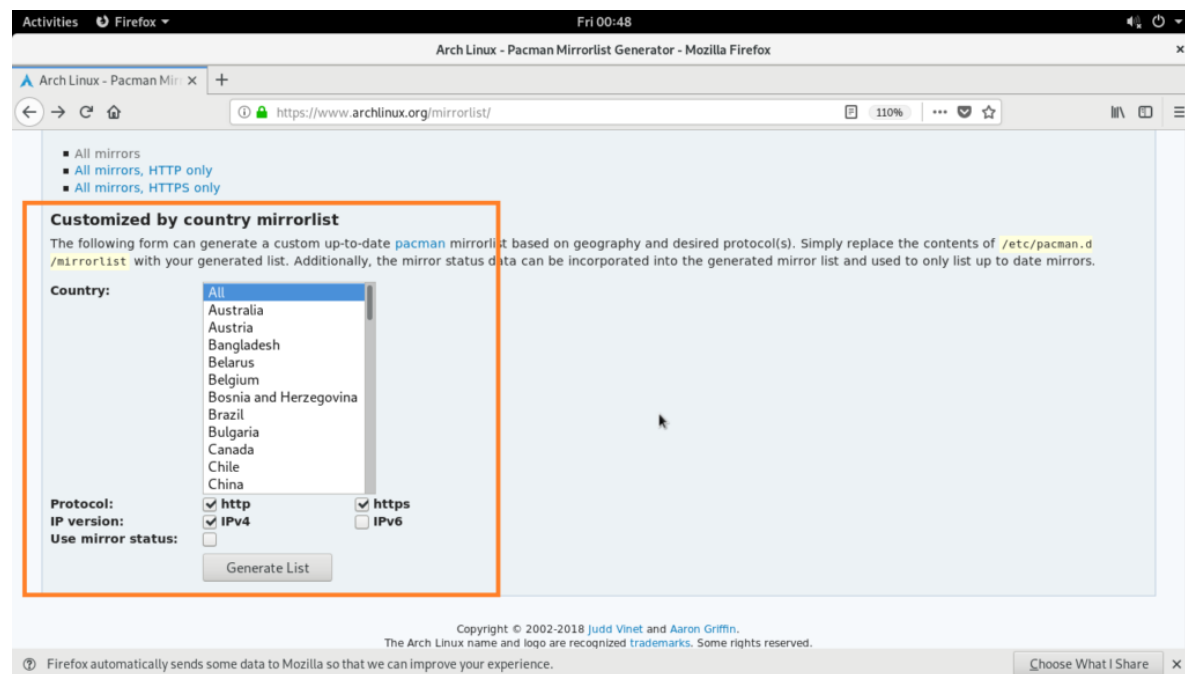 Activities Firefox Fri 00:48
Arch Linux - Pacman Mirrorlist Generator - Mozilla Firefox
Arch Linux - Pacman Mirr
https://www.archlinux.org/mirrorlist/ 110%
All mirrors
All mirrors, HTTP only
All mirrors, HTTPS only
Customized by country mirrorlist
The following form can generate a custom up-to-date pacman mirrorlist based on geography and desired protocol(s). Simply replace the contents of /etc/pacman.d
/mirrorlist with your generated list. Additionally, the mirror status data can be incorporated into the generated mirror list and used to only list up to date mirrors.
Country: All
Australia
Austria
Bangladesh
Belarus
Belgium
Bosnia and Herzegovina
Brazil
Bulgaria
Canada
Chile
China
Protocol: http https
IP version: IPv4 IPv6
Use mirror status:
Generate List
Copyright © 2002-2018 Judd Vinet and Aaron Griffin.
The Arch Linux name and logo are recognized trademarks. Some rights reserved.
Firefox automatically sends some data to Mozilla so that we can improve your experience. Choose What I Share